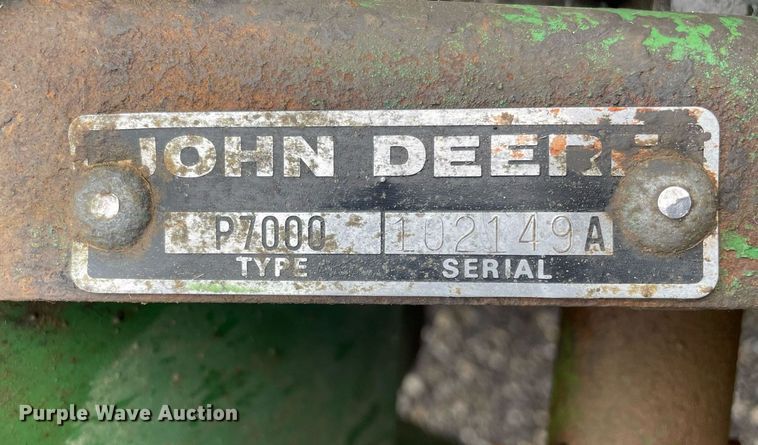 JOHN DEERE
P7000 102149A
TYPE SERIAL
Purple Wave Auction